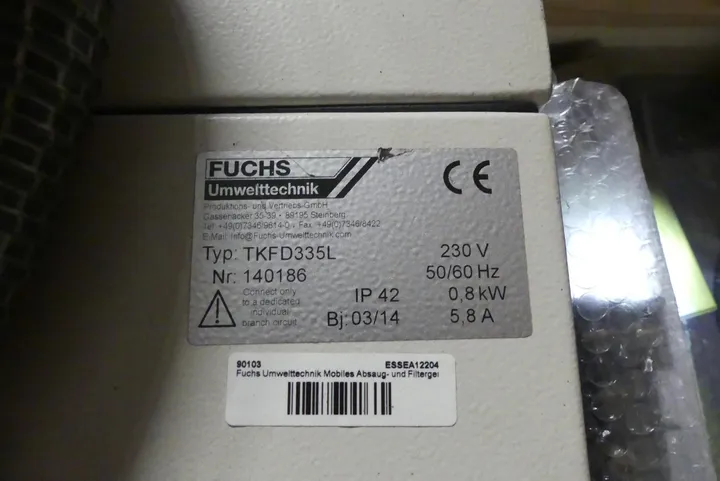 FUCHS
Umwelttechnik
Produktions- und Vertriebs-GmbH
Gassenäcker 35-39 • 89195 Steinberg
Tel +49(0)7346/9614-0 • Fax +49(0)7346/8422
E-Mail: info@Fuchs-Umwelttechnik.com
CE
Typ: TKFD335L 230 V
Nr: 140186 50/60 Hz
Connect only
to a dedicated
individual
branch circuit
IP 42 0,8 kW
Bj: 03/14 5,8 A
90103 ESSEA12204
Fuchs Umwelttechnik Mobiles Absaug- und Filtergei